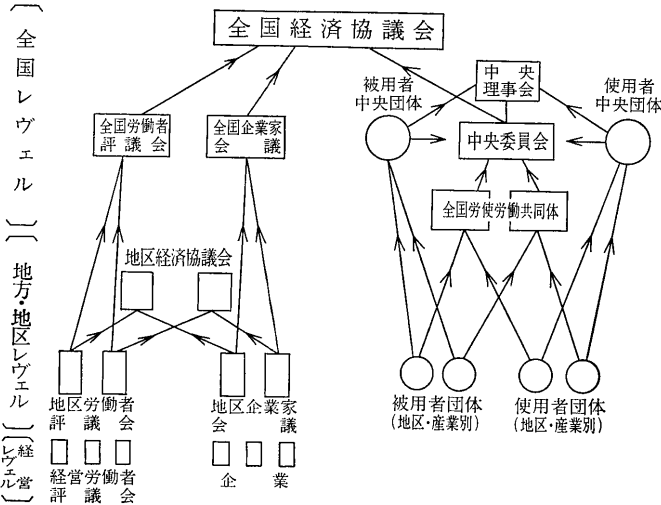 全国経済協議会
全国レヴェル
中央
理事会
被用者
中央団体
使用者
中央団体
全国労働者
評議会
全国企業家
会議
中央委員会
全国労使労働共同体
地方・地区レヴェル
地区経済協議会
地区労働者
評議会
地区企業家
会議
被用者団体
(地区・産業別)
使用者団体
(地区・産業別)
経営
レヴェル
経営労働者
評議会
企業